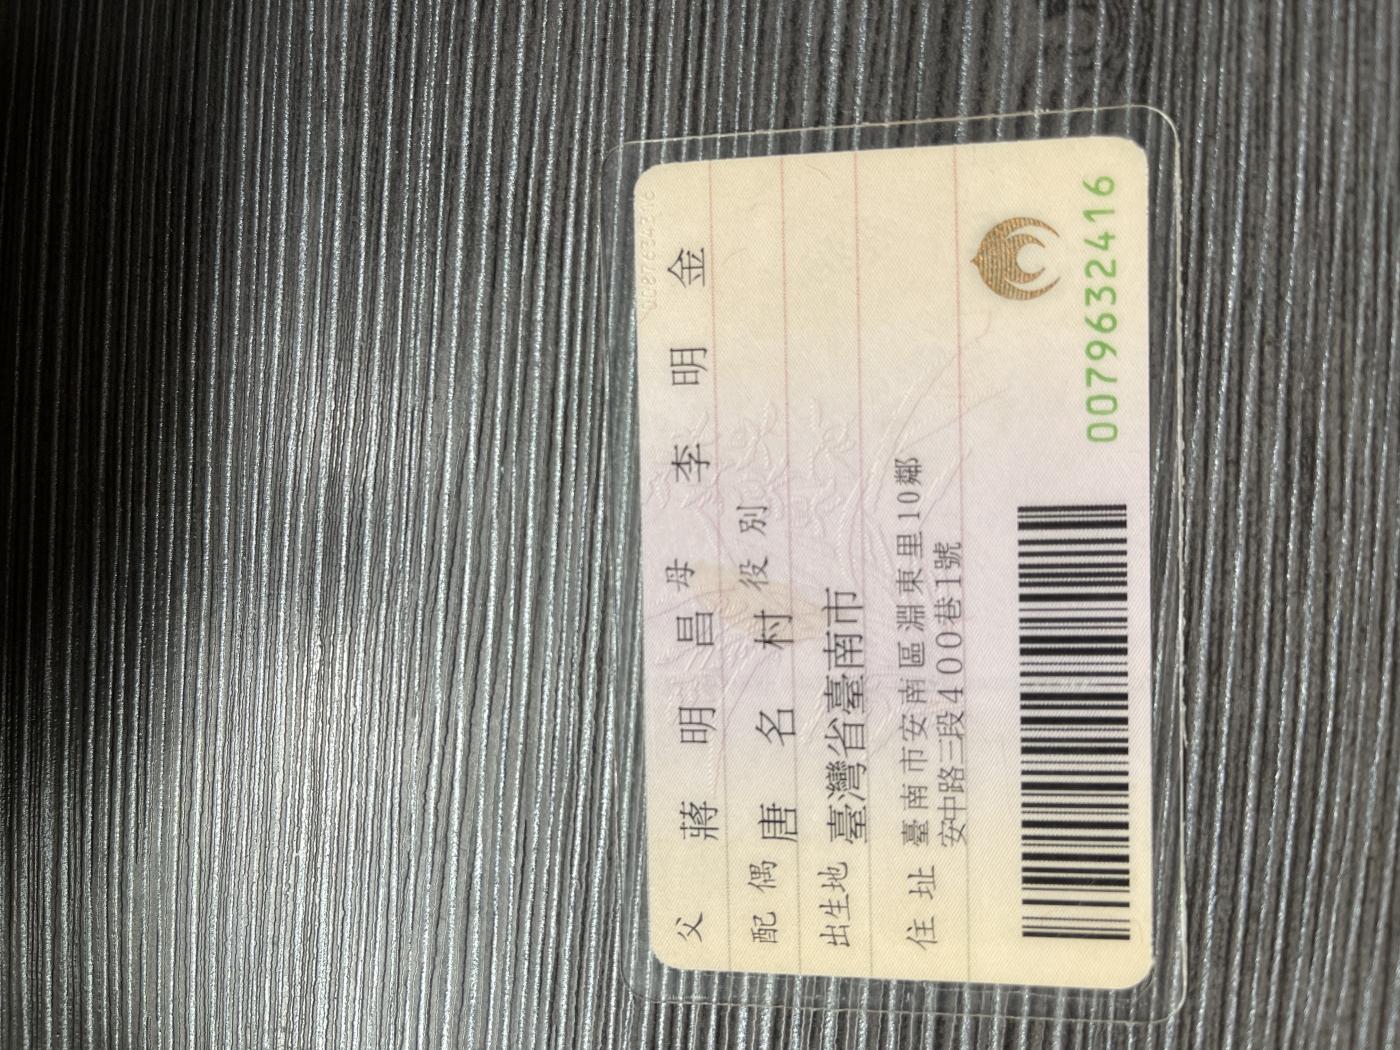 父 蔣明昌 母 李明金
配偶 唐名村 役別
出生地 臺灣省臺南市
住址 臺南市安南區淵東里10鄰
安中路三段400巷1號
0079632416